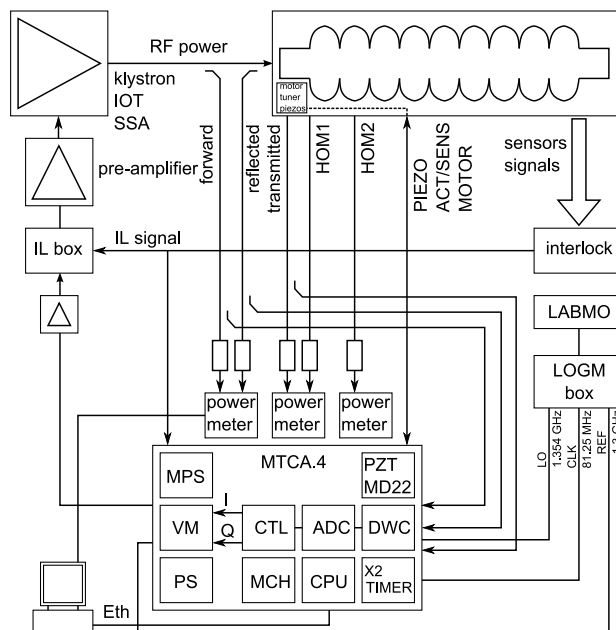 RF power
klystron
IOT
SSA
motor
tuner
piezos
pre-amplifier
forward
reflected
transmitted
HOM1
HOM2
PIEZO
ACT/SENS
MOTOR
sensors
signals
IL box
IL signal
interlock
LABMO
LOGM
box
power
meter
power
meter
power
meter
LO
1.354 GHz
CLK
81.25 MHz
REF
MTCA.4
MPS
PZT
MD22
VM
I
Q
CTL
ADC
DWC
PS
MCH
CPU
X2
TIMER
Eth